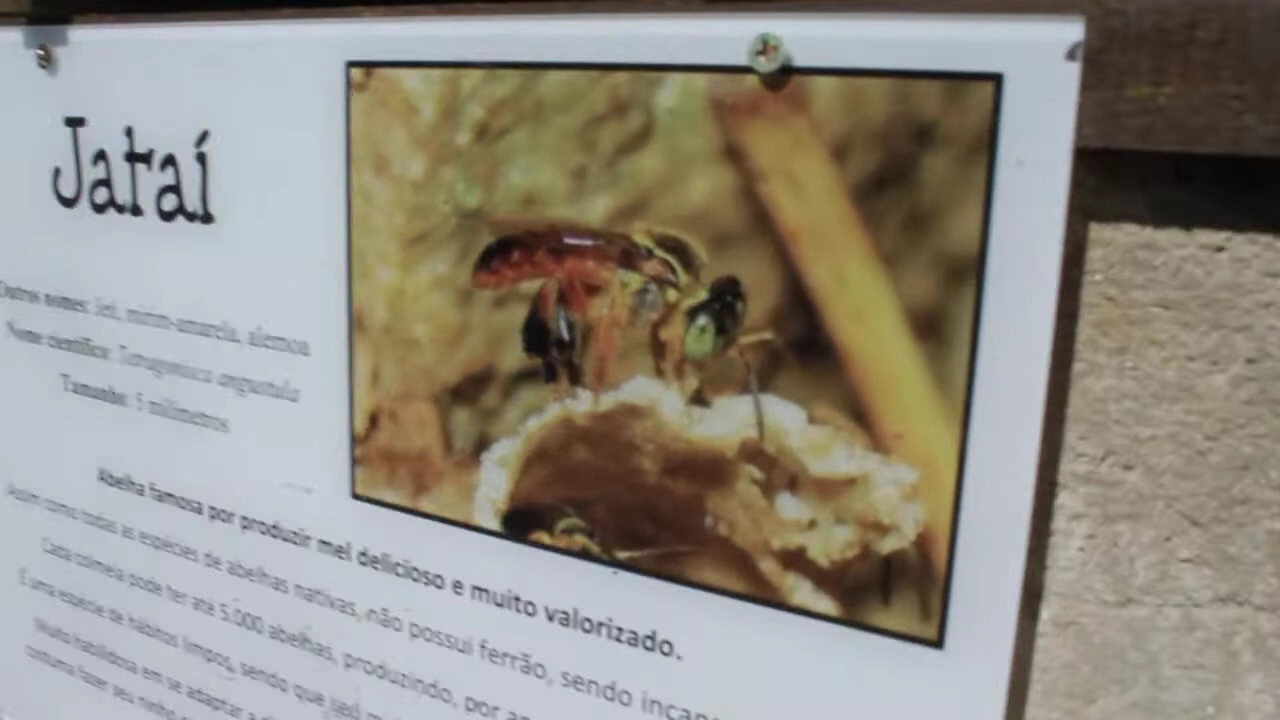 Jataí
Outros nomes: Jeti, mirim-amarela, alemoa
Nome científico: Tetragonisca angustula
Tamanho: 5 milímetros
Abelha famosa por produzir mel delicioso e muito valorizado.
Assim como todas as espécies de abelhas nativas, não possui ferrão, sendo incapa
Cada colmeia pode ter até 5.000 abelhas, produzindo, por an
É uma espécie de hábitos limpos, sendo que seu m
Muito habilidosa em se adaptar a
costuma fazer seu ninho